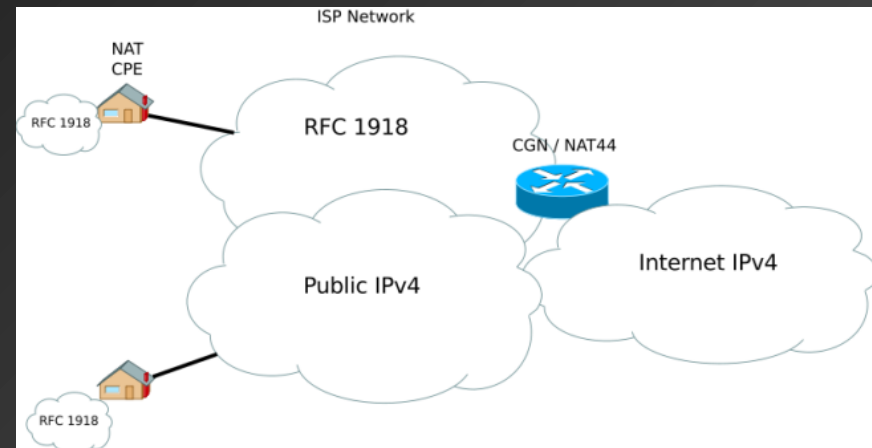 ISP Network
NAT
CPE
RFC 1918
RFC 1918
CGN / NAT44
Public IPv4
Internet IPv4
RFC 1918